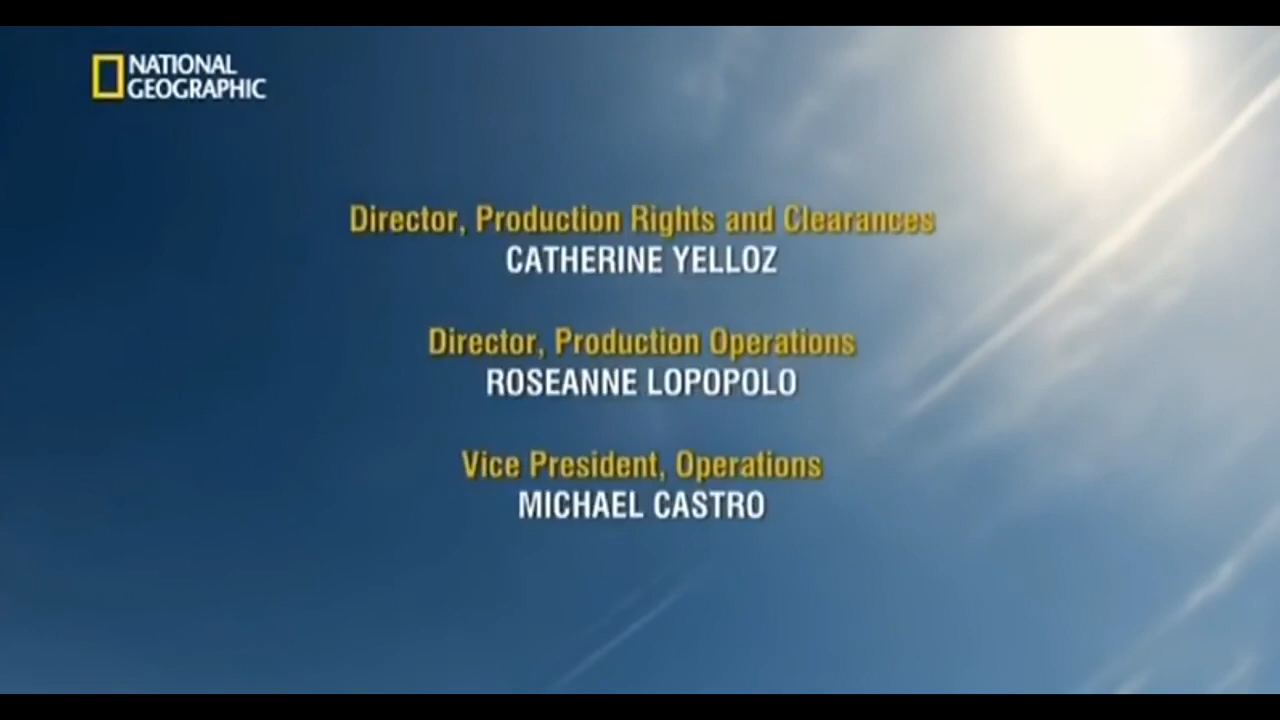 NATIONAL
GEOGRAPHIC
Director, Production Rights and Clearances
CATHERINE YELLOZ
Director, Production Operations
ROSEANNE LOPOPOLO
Vice President, Operations
MICHAEL CASTRO